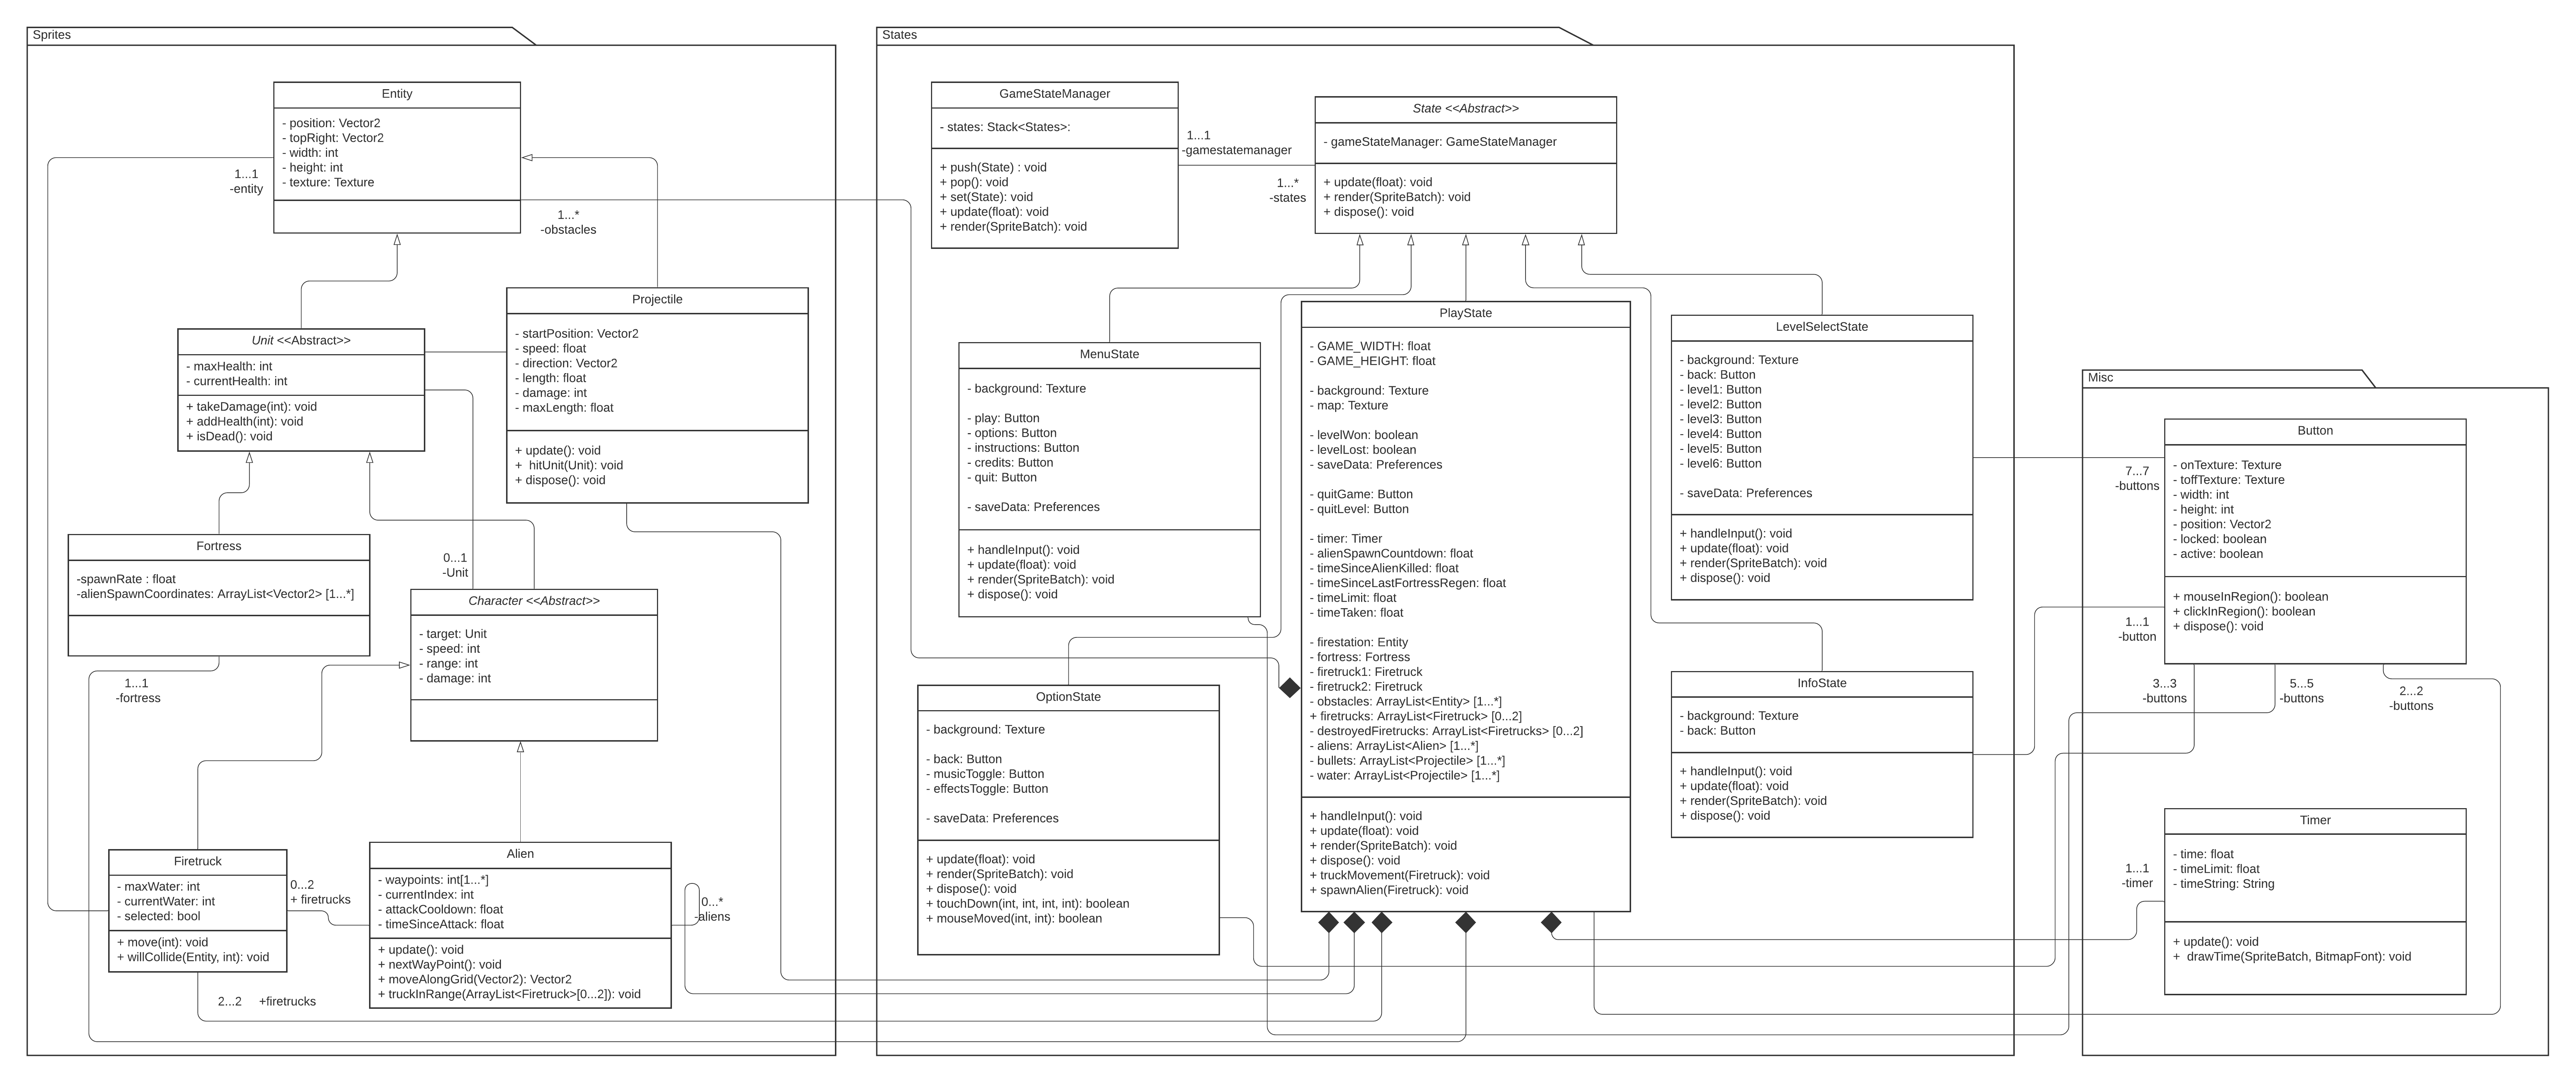 Sprites
Entity
- position: Vector2
- topRight: Vector2
- width: int
- height: int
- texture: Texture
1...1
-entity
1...*
-obstacles
Projectile
- startPosition: Vector2
- speed: float
- direction: Vector2
- length: float
- damage: int
- maxLength: float
+ update(): void
+  hitUnit(Unit): void
+ dispose(): void
Unit <<Abstract>>
- maxHealth: int
- currentHealth: int
+ takeDamage(int): void
+ addHealth(int): void
+ isDead(): void
Fortress
-spawnRate : float
-alienSpawnCoordinates: ArrayList<Vector2> [1...*]
1...1
-fortress
0...1
-Unit
Character <<Abstract>>
- target: Unit
- speed: int
- range: int
- damage: int
Firetruck
- maxWater: int
- currentWater: int
- selected: bool
+ move(int): void
+ willCollide(Entity, int): void
0...2
+ firetrucks
2...2
+firetrucks
Alien
- waypoints: int[1...*]
- currentIndex: int
- attackCooldown: float
- timeSinceAttack: float
+ update(): void
+ nextWayPoint(): void
+ moveAlongGrid(Vector2): Vector2
+ truckInRange(ArrayList<Firetruck>[0...2]): void
0...*
-aliens
States
GameStateManager
- states: Stack<States>:
+ push(State) : void
+ pop(): void
+ set(State): void
+ update(float): void
+ render(SpriteBatch): void
1...1
-gamestatemanager
1...*
-states
State <<Abstract>>
- gameStateManager: GameStateManager
+ update(float): void
+ render(SpriteBatch): void
+ dispose(): void
MenuState
- background: Texture
- play: Button
- options: Button
- instructions: Button
- credits: Button
- quit: Button
- saveData: Preferences
+ handleInput(): void
+ update(float): void
+ render(SpriteBatch): void
+ dispose(): void
OptionState
- background: Texture
- back: Button
- musicToggle: Button
- effectsToggle: Button
- saveData: Preferences
+ update(float): void
+ render(SpriteBatch): void
+ dispose(): void
+ touchDown(int, int, int, int): boolean
+ mouseMoved(int, int): boolean
PlayState
- GAME_WIDTH: float
- GAME_HEIGHT: float
- background: Texture
- map: Texture
- levelWon: boolean
- levelLost: boolean
- saveData: Preferences
- quitGame: Button
- quitLevel: Button
- timer: Timer
- alienSpawnCountdown: float
- timeSinceAlienKilled: float
- timeSinceLastFortressRegen: float
- timeLimit: float
- timeTaken: float
- firestation: Entity
- fortress: Fortress
- firetruck1: Firetruck
- firetruck2: Firetruck
- obstacles: ArrayList<Entity> [1...*]
+ firetrucks: ArrayList<Firetruck> [0...2]
- destroyedFiretrucks: ArrayList<Firetrucks> [0...2]
- aliens: ArrayList<Alien> [1...*]
- bullets: ArrayList<Projectile> [1...*]
- water: ArrayList<Projectile> [1...*]
+ handleInput(): void
+ update(float): void
+ render(SpriteBatch): void
+ dispose(): void
+ truckMovement(Firetruck): void
+ spawnAlien(Firetruck): void
LevelSelectState
- background: Texture
- back: Button
- level1: Button
- level2: Button
- level3: Button
- level4: Button
- level5: Button
- level6: Button
- saveData: Preferences
+ handleInput(): void
+ update(float): void
+ render(SpriteBatch): void
+ dispose(): void
InfoState
- background: Texture
- back: Button
+ handleInput(): void
+ update(float): void
+ render(SpriteBatch): void
+ dispose(): void
Misc
Button
- onTexture: Texture
- toffTexture: Texture
- width: int
- height: int
- position: Vector2
- locked: boolean
- active: boolean
+ mouseInRegion(): boolean
+ clickInRegion(): boolean
+ dispose(): void
7...7
-buttons
1...1
-button
3...3
-buttons
5...5
-buttons
2...2
-buttons
Timer
- time: float
- timeLimit: float
- timeString: String
+ update(): void
+  drawTime(SpriteBatch, BitmapFont): void
1...1
-timer